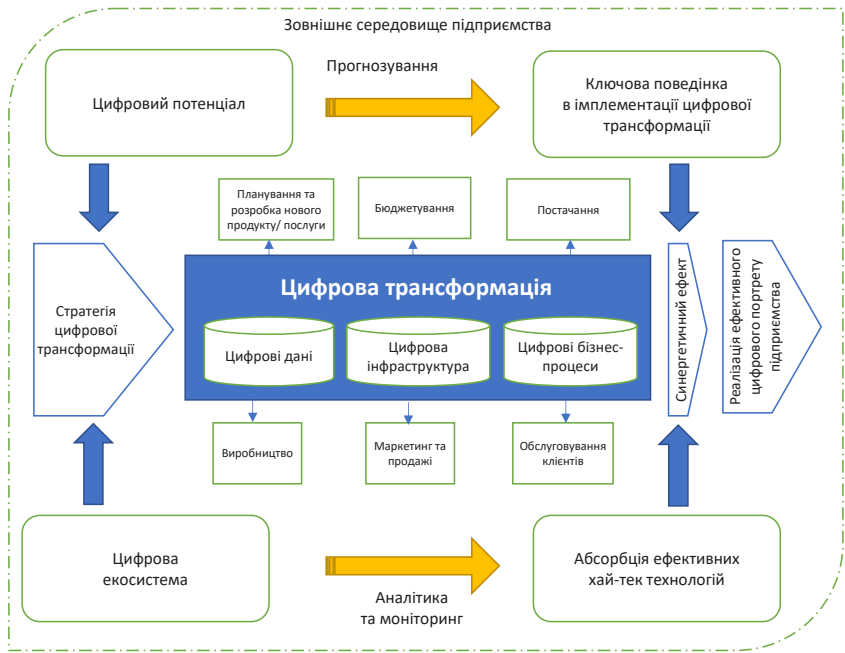 Зовнішнє середовище підприємства
Цифровий потенціал
Прогнозування
Ключова поведінка
в імплементації цифрової
трансформації
Планування та
розробка нового
продукту/ послуги
Бюджетування
Постачання
Стратегія
цифрової
трансформації
Цифрова трансформація
Цифрові дані
Цифрова
інфраструктура
Цифрові бізнес-
процеси
Синергетичний ефект
Реалізація ефективного
цифрового портрету
підприємства
Виробництво
Маркетинг та
продажі
Обслуговування
клієнтів
Цифрова
екосистема
Аналітика
та моніторинг
Абсорбція ефективних
хай-тек технологій